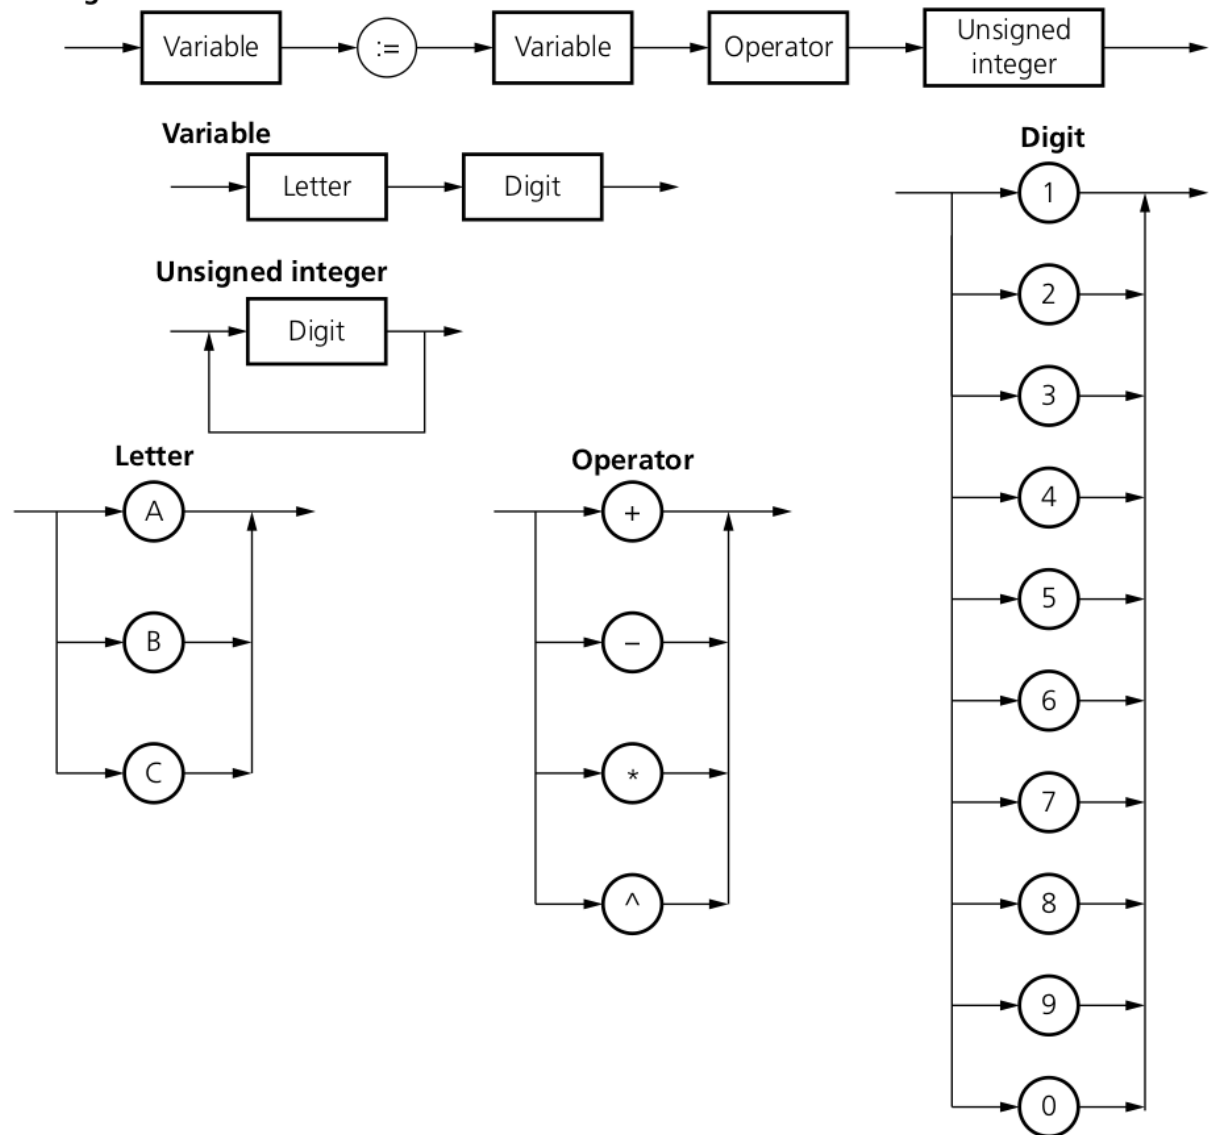 Variable := Variable Operator Unsigned integer
Variable
Letter Digit
Unsigned integer
Digit
Letter
A
B
C
Operator
+
–
*
^
Digit
1
2
3
4
5
6
7
8
9
0